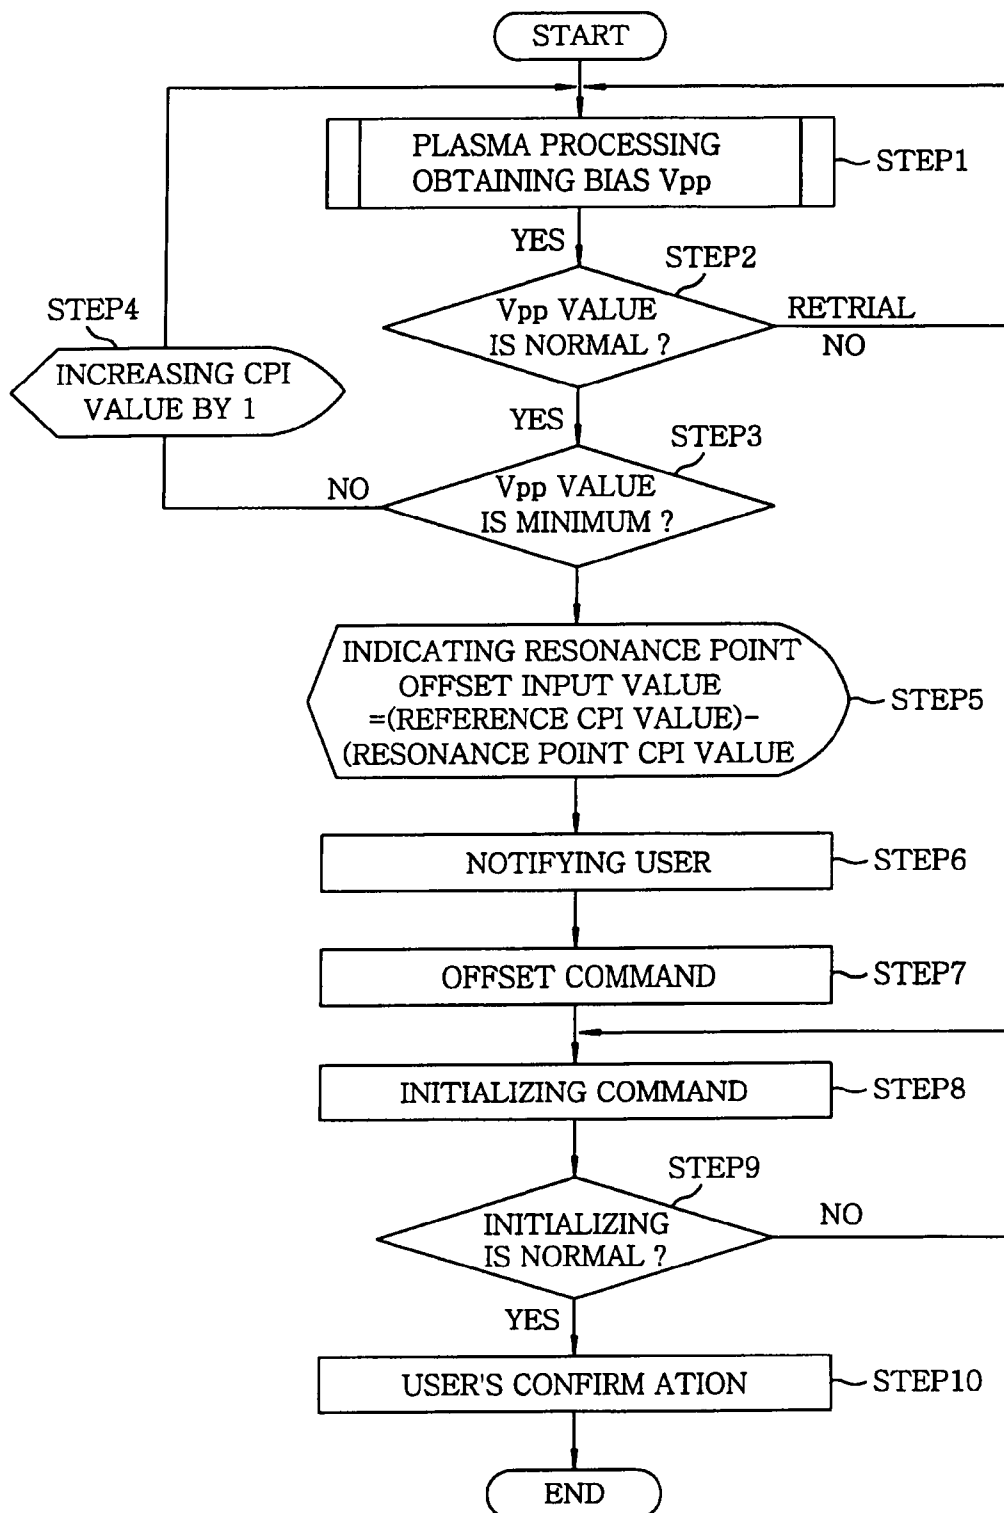 START
PLASMA PROCESSING
OBTAINING BIAS Vpp
STEP1
YES
STEP2
Vpp VALUE
IS NORMAL ?
RETRIAL
NO
STEP4
INCREASING CPI
VALUE BY 1
YES
STEP3
NO
Vpp VALUE
IS MINIMUM ?
INDICATING RESONANCE POINT
OFFSET INPUT VALUE
=(REFERENCE CPI VALUE)-
(RESONANCE POINT CPI VALUE
STEP5
NOTIFYING USER
STEP6
OFFSET COMMAND
STEP7
INITIALIZING COMMAND
STEP8
STEP9
INITIALIZING
IS NORMAL ?
NO
YES
USER'S CONFIRM ATION
STEP10
END